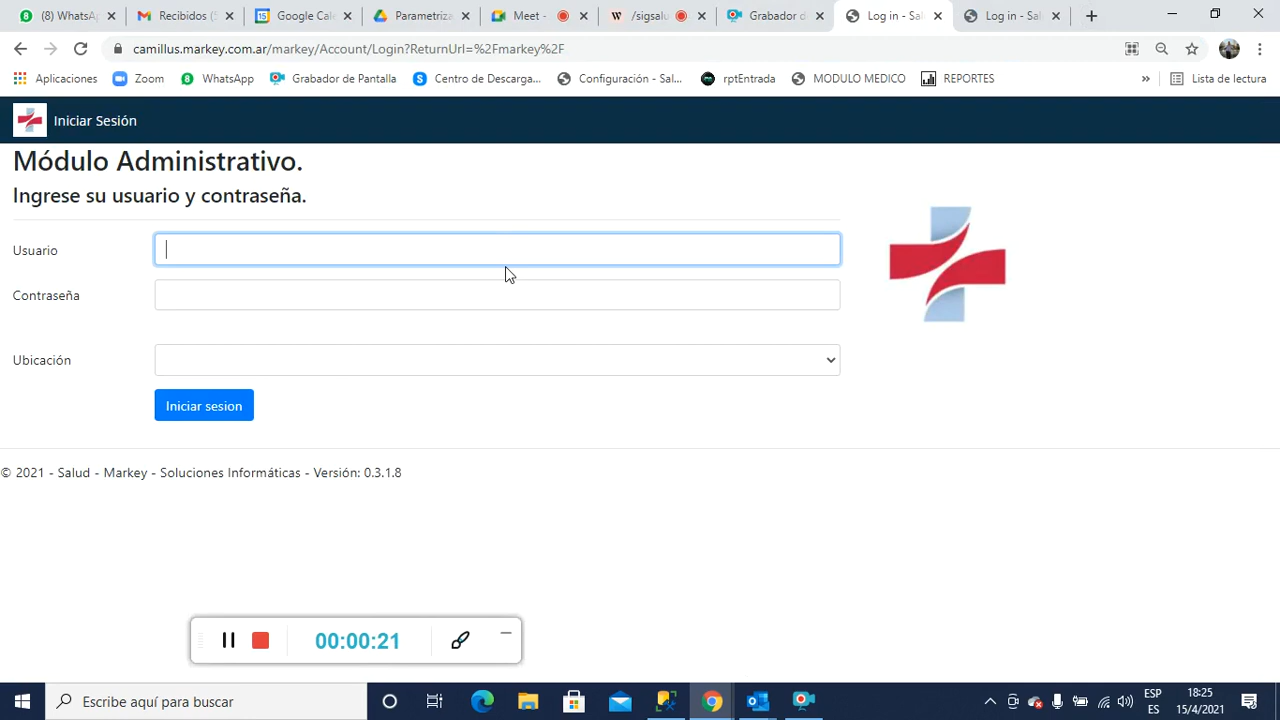 (8) WhatsA
Recibidos (5
Google Cale
Parametriza
Meet -
/sigsalu
Grabador d
Log in - Sal
Log in - Sal
camillus.markey.com.ar/markey/Account/Login?ReturnUrl=%2Fmarkey%2F
Aplicaciones
Zoom
WhatsApp
Grabador de Pantalla
Centro de Descarga...
Configuración - Sal...
rptEntrada
MODULO MEDICO
REPORTES
»
Lista de lectura
Iniciar Sesión
Módulo Administrativo.
Ingrese su usuario y contraseña.
Usuario
Contraseña
Ubicación
Iniciar sesion
© 2021 - Salud - Markey - Soluciones Informáticas - Versión: 0.3.1.8
00:00:21
Escribe aquí para buscar
ESP
ES
18:25
15/4/2021